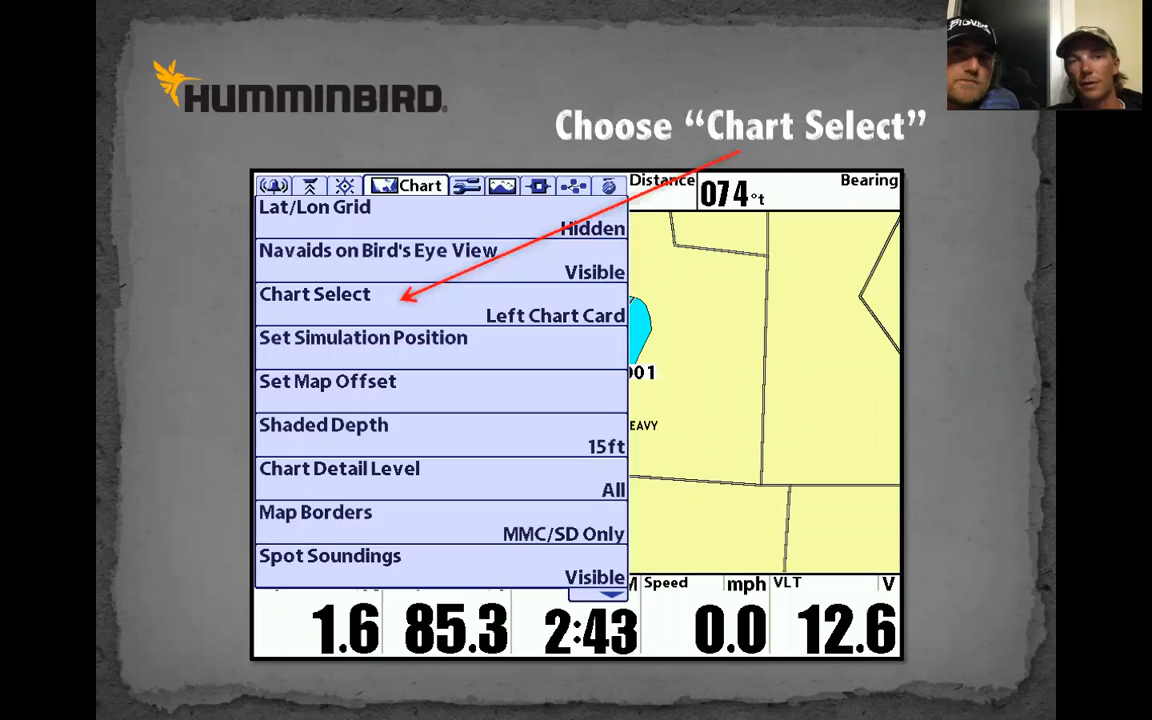 HUMMINBIRD
Choose “Chart Select”
Chart
Distance
074°t
Bearing
Lat/Lon Grid
Hidden
Navaids on Bird's Eye View
Visible
Chart Select
Left Chart Card
Set Simulation Position
Set Map Offset
001
Shaded Depth
15ft
EAVY
Chart Detail Level
All
Map Borders
MMC/SD Only
Spot Soundings
Visible
Speed
mph
VLT
V
1.6
85.3
2:43
0.0
12.6